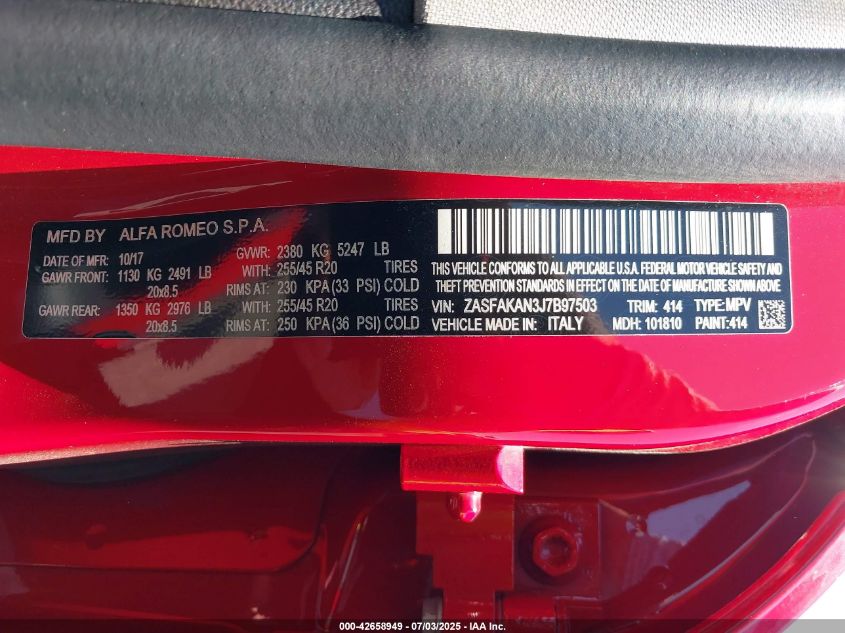 MFD BY ALFA ROMEO S.P.A.
DATE OF MFR: 10/17 GVWR: 2380 KG 5247 LB
GAWR FRONT: 1130 KG 2491 LB WITH: 255/45 R20 TIRES
20x8.5 RIMS AT: 230 KPA (33 PSI) COLD
GAWR REAR: 1350 KG 2976 LB WITH: 255/45 R20 TIRES
20x8.5 RIMS AT: 250 KPA (36 PSI) COLD
THIS VEHICLE CONFORMS TO ALL APPLICABLE U.S.A. FEDERAL MOTOR VEHICLE SAFETY AND
THEFT PREVENTION STANDARDS IN EFFECT ON THE DATE OF MANUFACTURE SHOWN ABOVE.
VIN: ZASFAKAN3J7B97503 TRIM: 414 TYPE: MPV
VEHICLE MADE IN: ITALY MDH: 101810 PAINT: 414
000-42658949 - 07/03/2025 - IAA Inc.